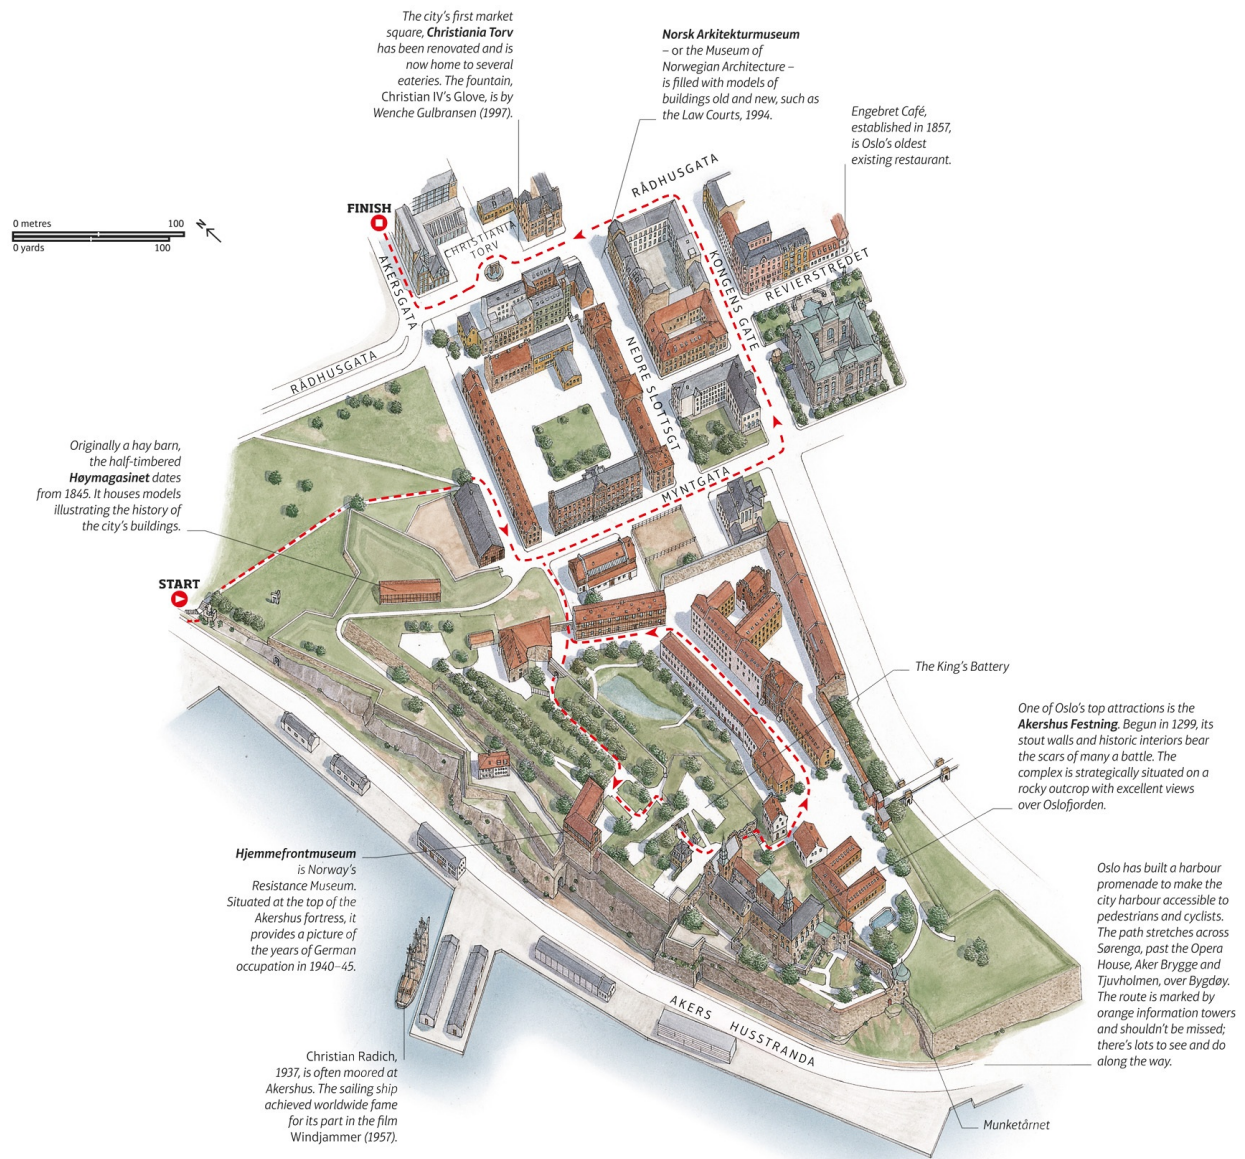 The city's first market
square, Christiania Torv
has been renovated and is
now home to several
eateries. The fountain,
Christian IV's Glove, is by
Wenche Gulbransen (1997).
Norsk Arkitekturmuseum
– or the Museum of
Norwegian Architecture –
is filled with models of
buildings old and new, such as
the Law Courts, 1994.
Engebret Café,
established in 1857,
is Oslo's oldest
existing restaurant.
RÅDHUSGATA
FINISH
0 metres 100
0 yards 100
N
CHRISTIANIA
TORV
AKERSGATA
KONGENS GATE
REVIERSTREDET
RÅDHUSGATA
NEDRE SLOTTSGT
MYNTGATA
Originally a hay barn,
the half-timbered
Høymagasinet dates
from 1845. It houses models
illustrating the history of
the city's buildings.
START
The King's Battery
One of Oslo's top attractions is the
Akershus Festning. Begun in 1299, its
stout walls and historic interiors bear
the scars of many a battle. The
complex is strategically situated on a
rocky outcrop with excellent views
over Oslofjorden.
Hjemmefrontmuseum
is Norway's
Resistance Museum.
Situated at the top of the
Akershus fortress, it
provides a picture of
the years of German
occupation in 1940–45.
Oslo has built a harbour
promenade to make the
city harbour accessible to
pedestrians and cyclists.
The path stretches across
Sørenga, past the Opera
House, Aker Brygge and
Tjuvholmen, over Bygdøy.
The route is marked by
orange information towers
and shouldn't be missed;
there's lots to see and do
along the way.
AKERS HUSSTRANDA
Christian Radich,
1937, is often moored at
Akershus. The sailing ship
achieved worldwide fame
for its part in the film
Windjammer (1957).
Munketårnet